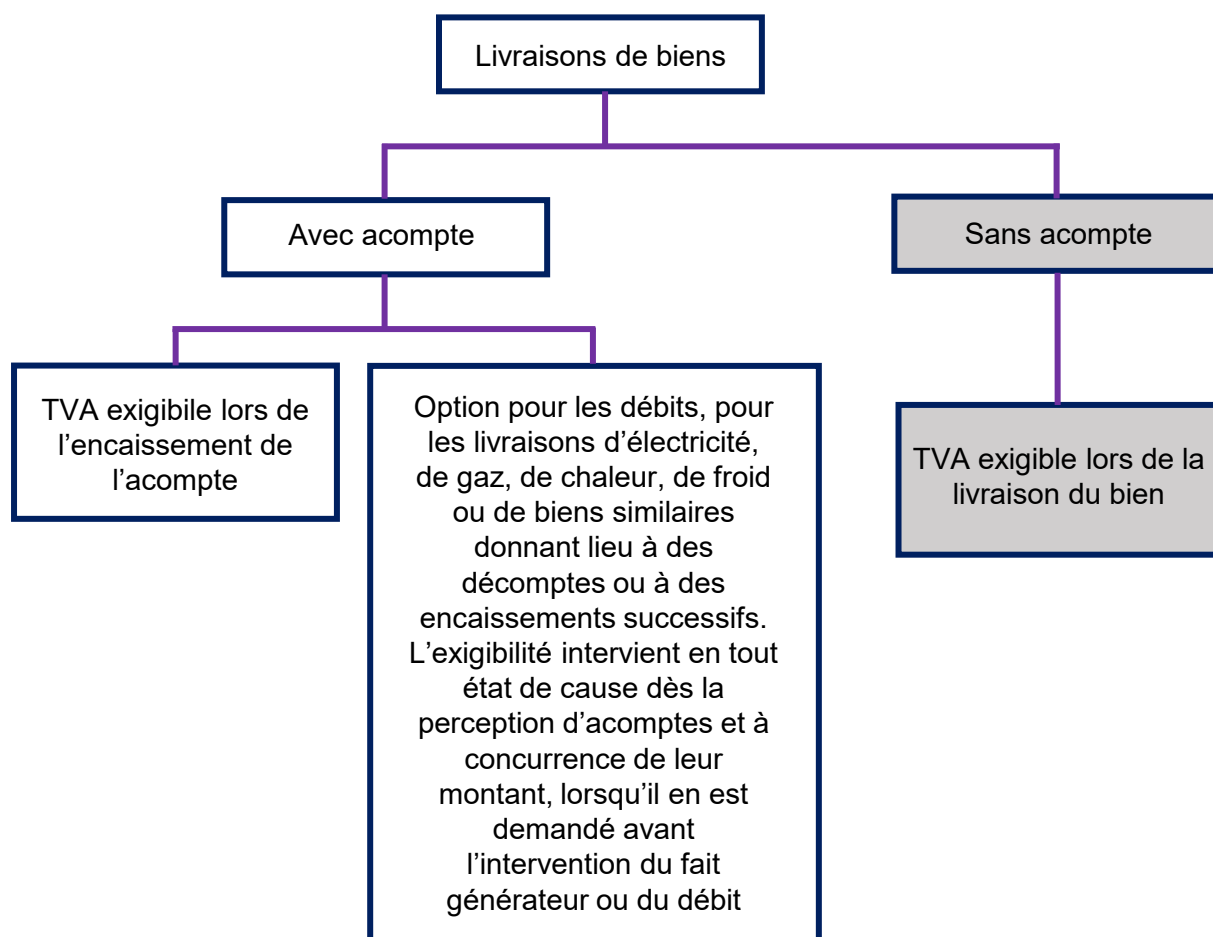 Livraisons de biens
Avec acompte
Sans acompte
TVA exigibile lors de
l’encaissement de
l’acompte
Option pour les débits, pour
les livraisons d’électricité,
de gaz, de chaleur, de froid
ou de biens similaires
donnant lieu à des
décomptes ou à des
encaissements successifs.
L’exigibilité intervient en tout
état de cause dès la
perception d’acomptes et à
concurrence de leur
montant, lorsqu’il en est
demandé avant
l’intervention du fait
générateur ou du débit
TVA exigible lors de la
livraison du bien